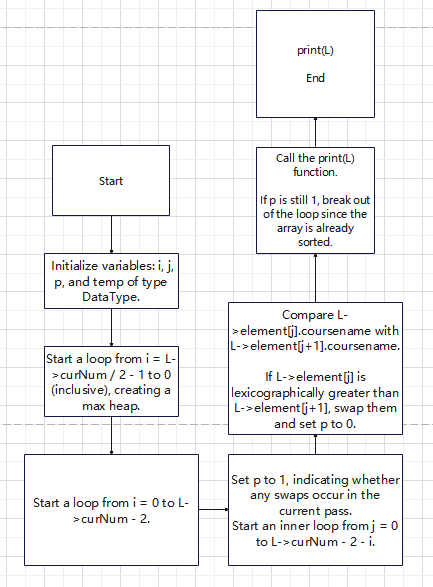 Start
Initialize variables: i, j,
p, and temp of type
DataType.
Start a loop from i = L-
>curNum / 2 - 1 to 0
(inclusive), creating a
max heap.
Start a loop from i = 0 to L-
>curNum - 2.
Set p to 1, indicating whether
any swaps occur in the
current pass.
Start an inner loop from j = 0
to L->curNum - 2 - i.
Compare L-
>element[j].coursename with
L->element[j+1].coursename.
If L->element[j] is
lexicographically greater than
L->element[j+1], swap them
and set p to 0.
Call the print(L)
function.
If p is still 1, break out
of the loop since the
array is already
sorted.
print(L)
End